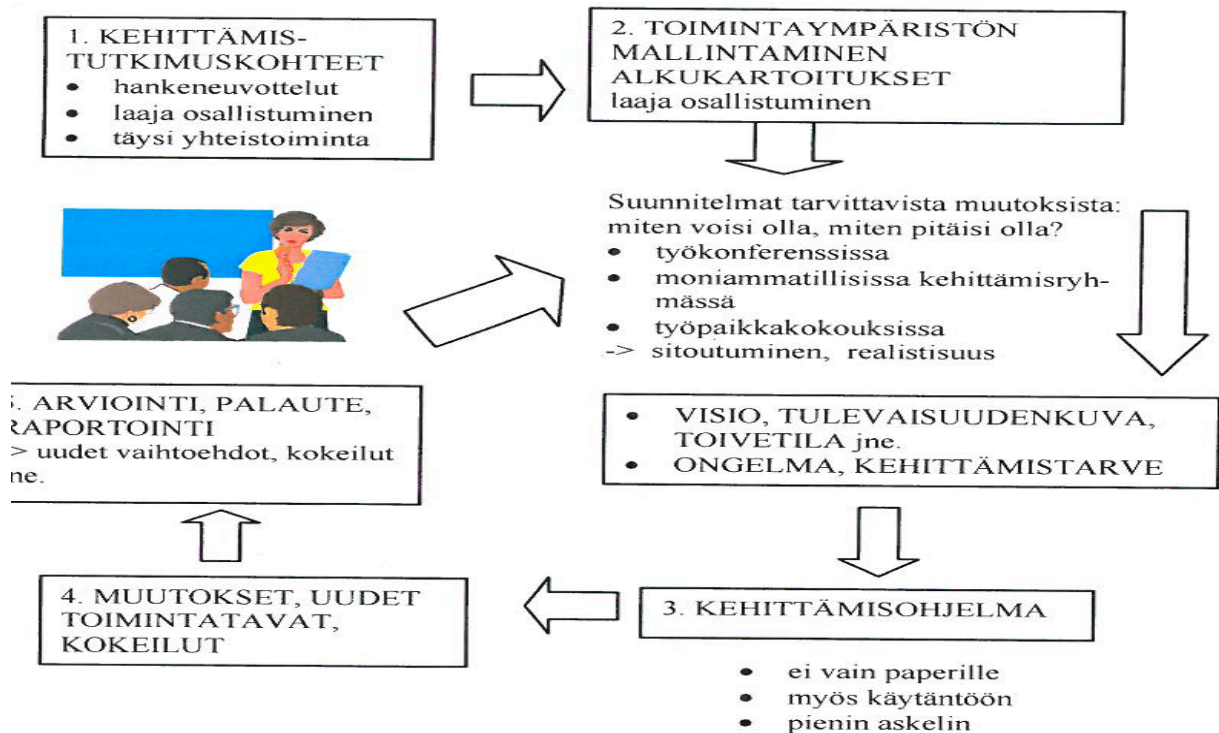 1. KEHITTÄMIS-
TUTKIMUSKOHTEET
• hankeneuvottelut
• laaja osallistuminen
• täysi yhteistoiminta
2. TOIMINTAYMPÄRISTÖN
MALLINTAMINEN
ALKUKARTOITUKSET
laaja osallistuminen
Suunnitelmat tarvittavista muutoksista:
miten voisi olla, miten pitäisi olla?
• työkonferenssissa
• moniammatillisissa kehittämisryh-
mässä
• työpaikkakokouksissa
-> sitoutuminen, realistisuus
• VISIO, TULEVAISUUDENKUVA,
TOIVETILA jne.
• ONGELMA, KEHITTÄMISTARVE
3. KEHITTÄMISOHJELMA
• ei vain paperille
• myös käytäntöön
• pienin askelin
4. MUUTOKSET, UUDET
TOIMINTATAVAT,
KOKEILUT
. ARVIOINTI, PALAUTE,
RAPORTOINTI
> uudet vaihtoehdot, kokeilut
ne.